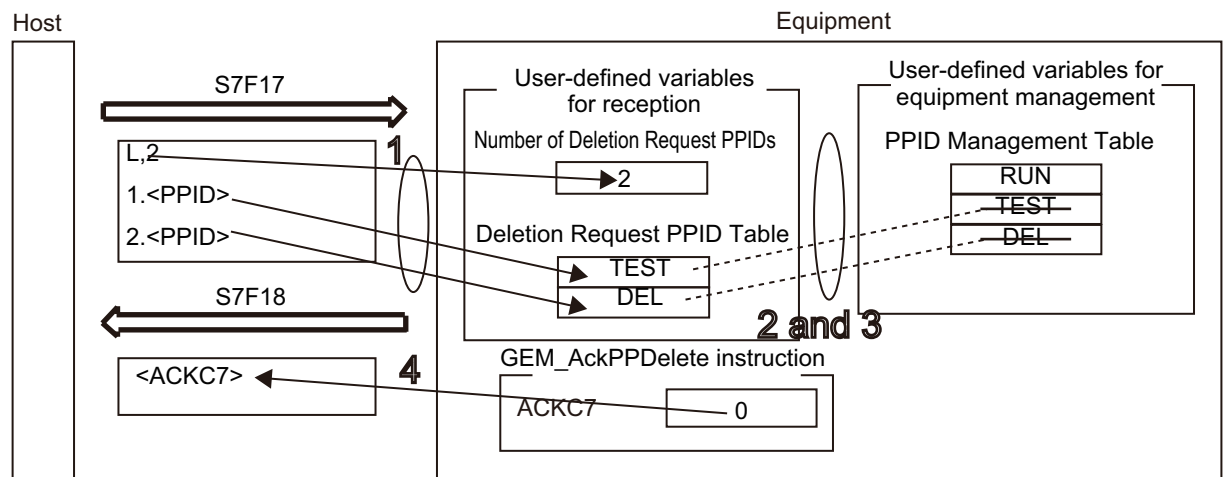 Host
Equipment
S7F17
L,2
1.<PPID>
2.<PPID>
1
User-defined variables
for reception
Number of Deletion Request PPIDs
2
Deletion Request PPID Table
TEST
DEL
User-defined variables for
equipment management
PPID Management Table
RUN
TEST
DEL
2 and 3
S7F18
<ACKC7>
4
GEM_AckPPDelete instruction
ACKC7
0